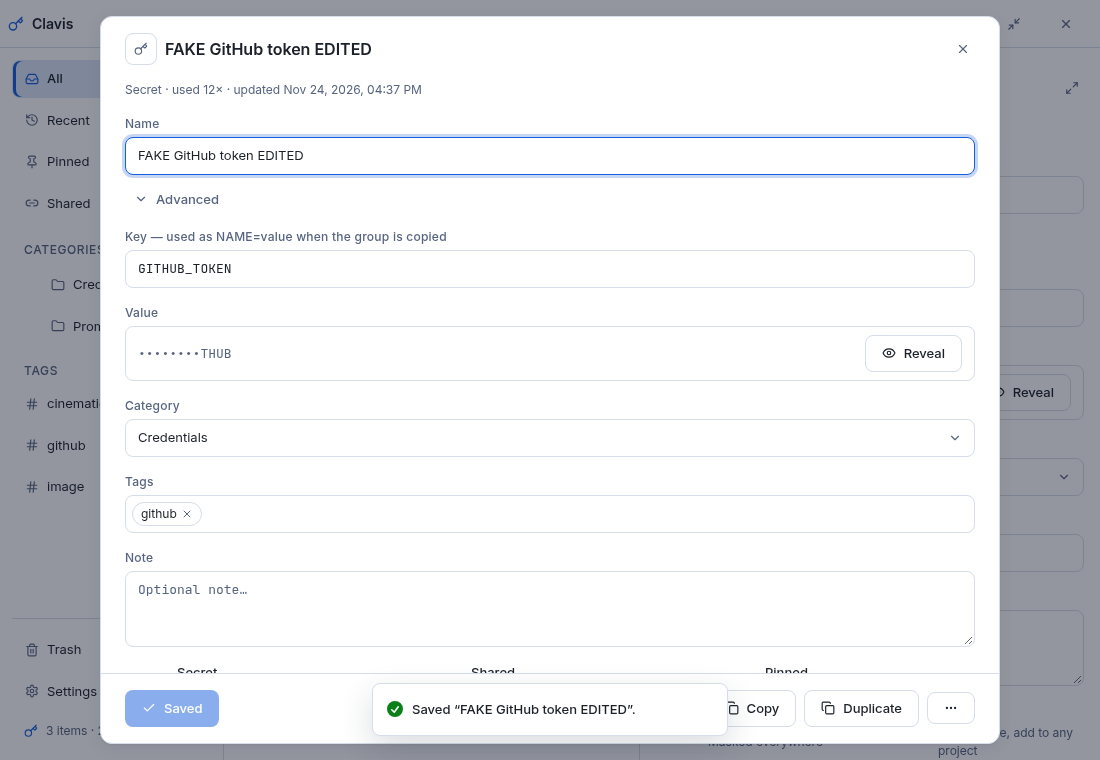 Clavis
All
Recent
Pinned
Shared
CATEGORIES
TAGS
# cinemati
# github
# image
Trash
Settings
3 items ·
FAKE GitHub token EDITED
Secret · used 12× · updated Nov 24, 2026, 04:37 PM
Name
FAKE GitHub token EDITED
Advanced
Key — used as NAME=value when the group is copied
GITHUB_TOKEN
Value
••••••••THUB
Reveal
Category
Credentials
Tags
github
Note
Optional note…
Secret Shared Pinned
Saved
Saved “FAKE GitHub token EDITED”.
Copy
Duplicate
Reveal
Masked everywhere
add to any
project